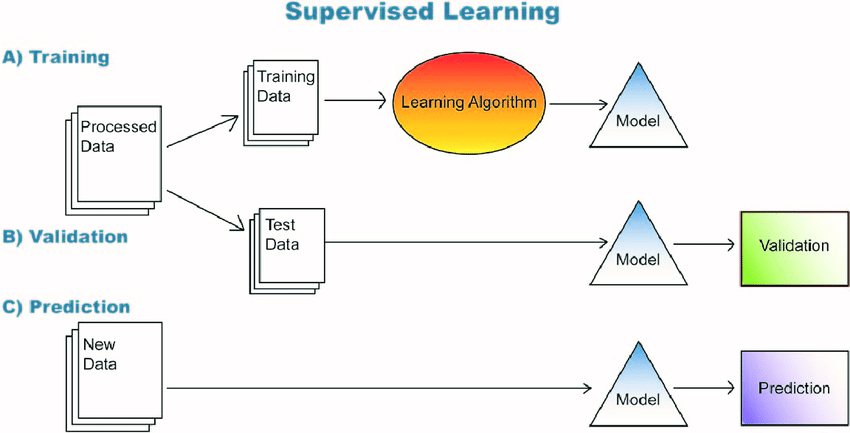 Supervised Learning
A) Training
Processed
Data
Training
Data
Learning Algorithm
Model
B) Validation
Test
Data
Model
Validation
C) Prediction
New
Data
Model
Prediction